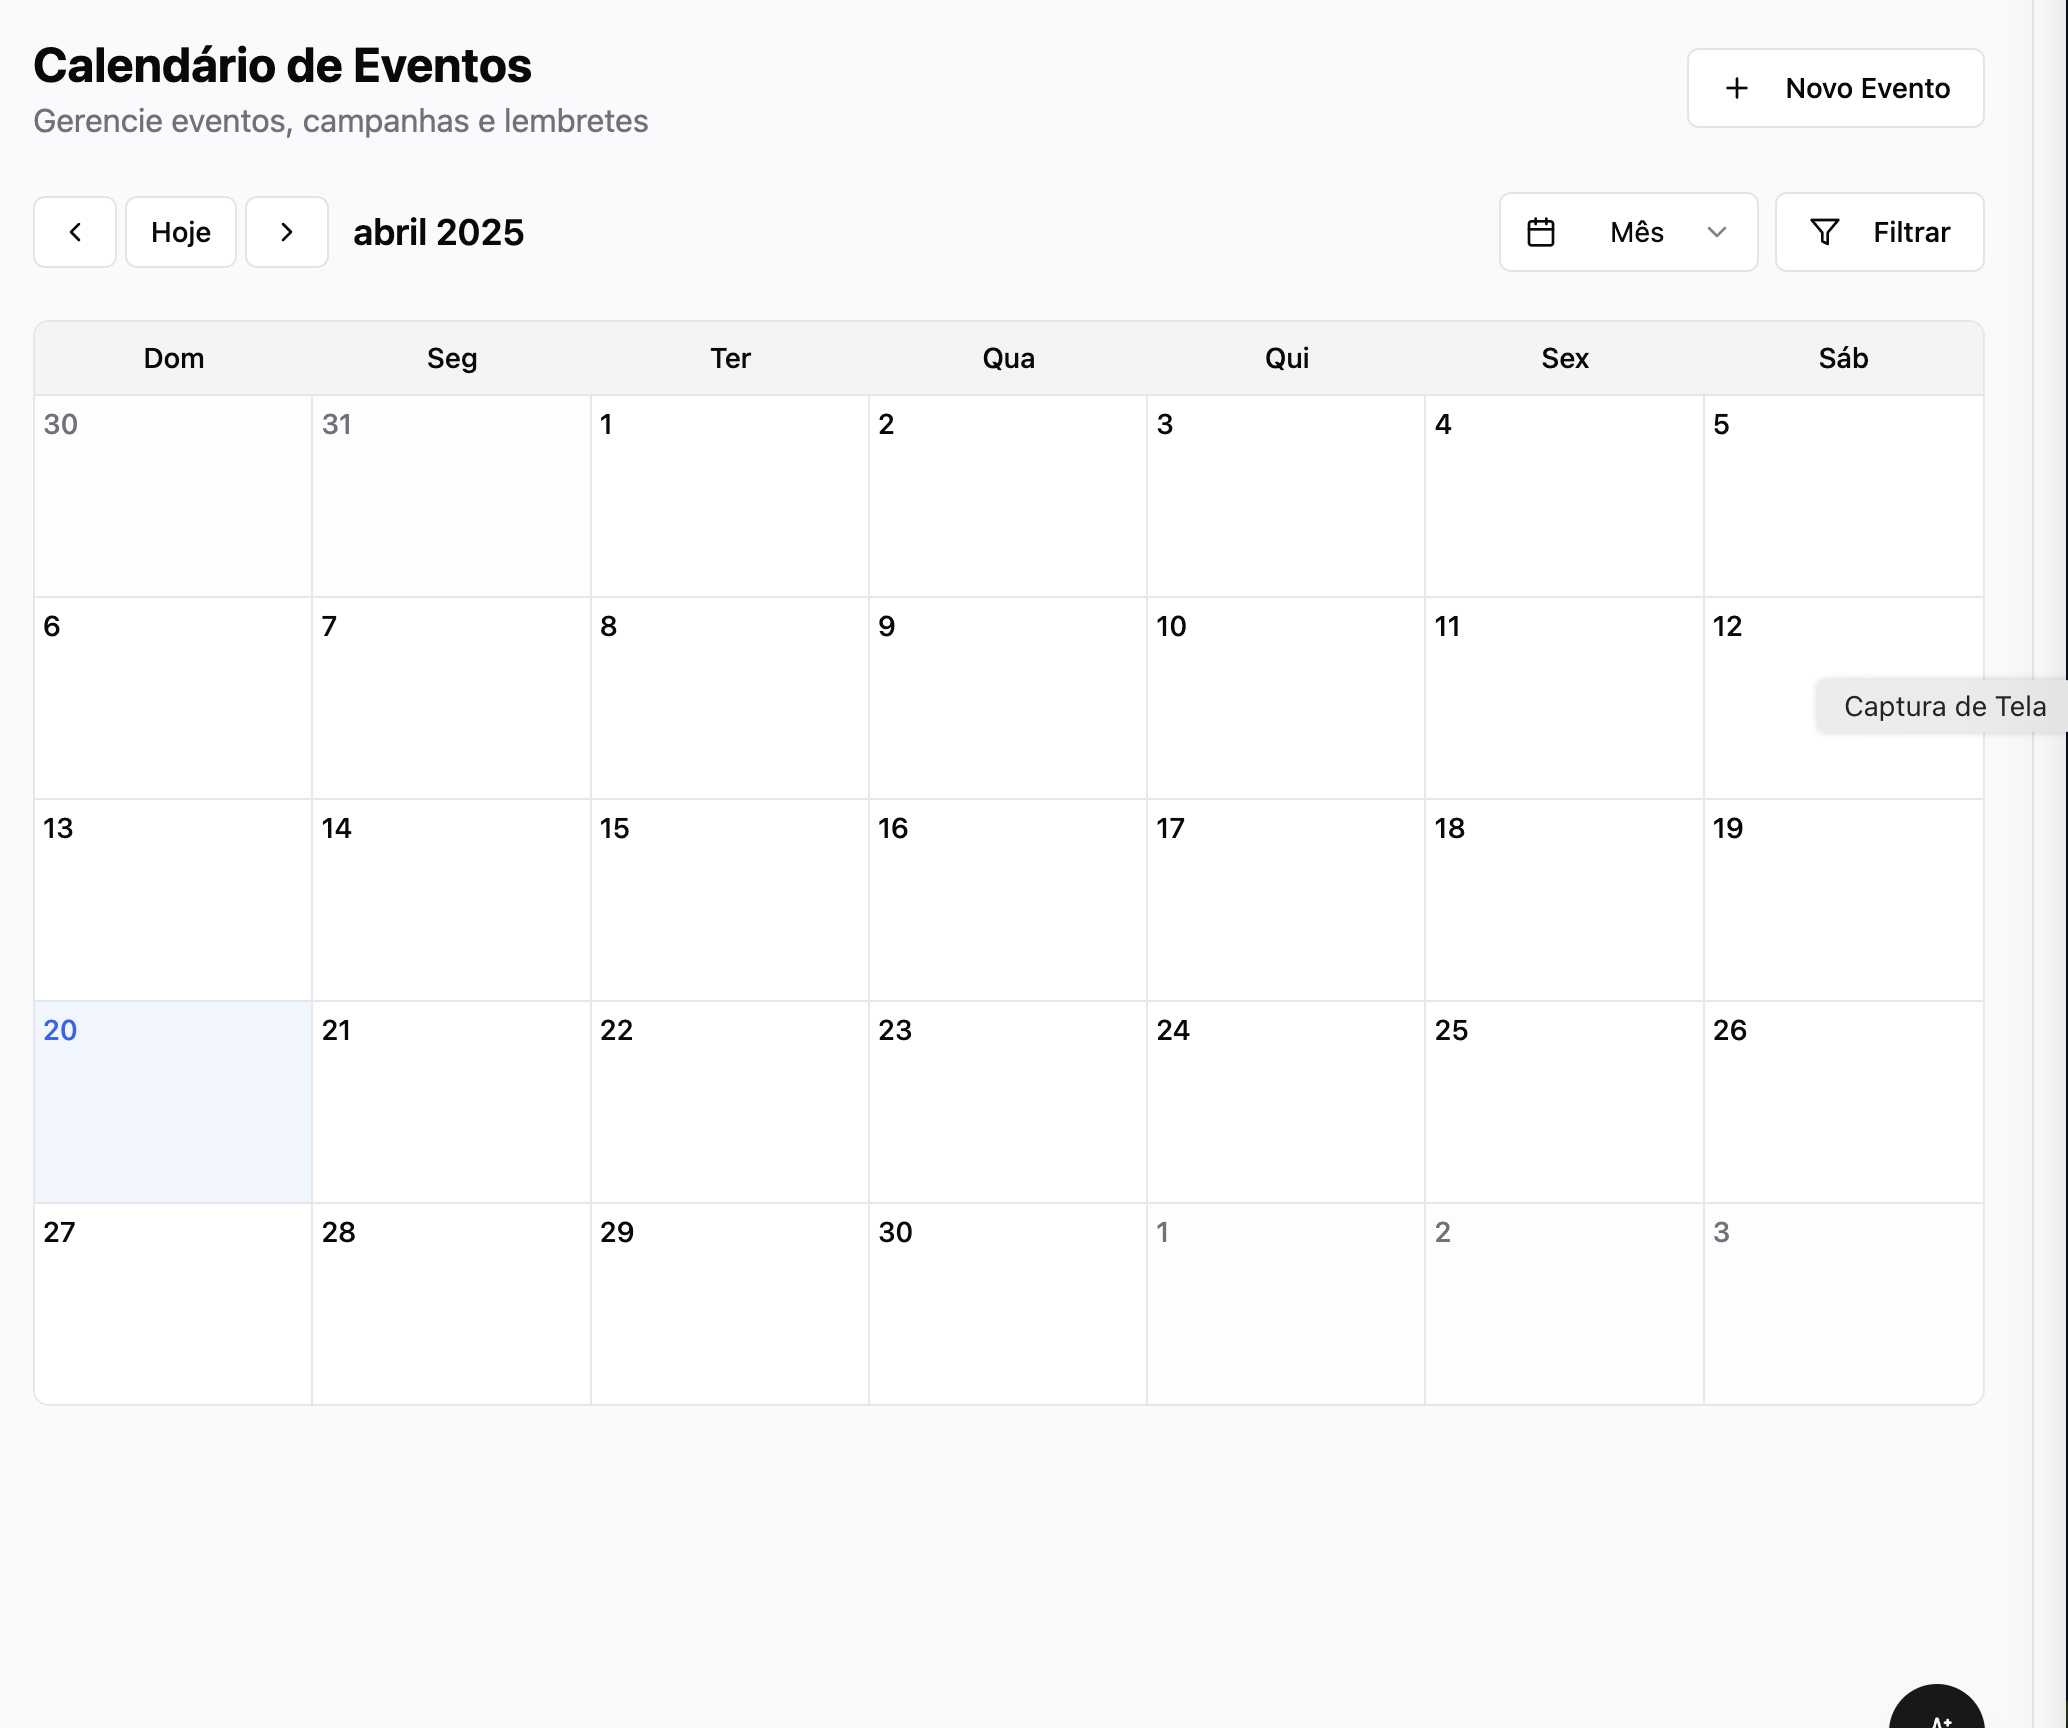 Calendário de Eventos
Gerencie eventos, campanhas e lembretes
Novo Evento
Hoje
abril 2025
Mês
Filtrar
Dom Seg Ter Qua Qui Sex Sáb
30 31 1 2 3 4 5
6 7 8 9 10 11 12
Captura de Tela
13 14 15 16 17 18 19
20 21 22 23 24 25 26
27 28 29 30 1 2 3